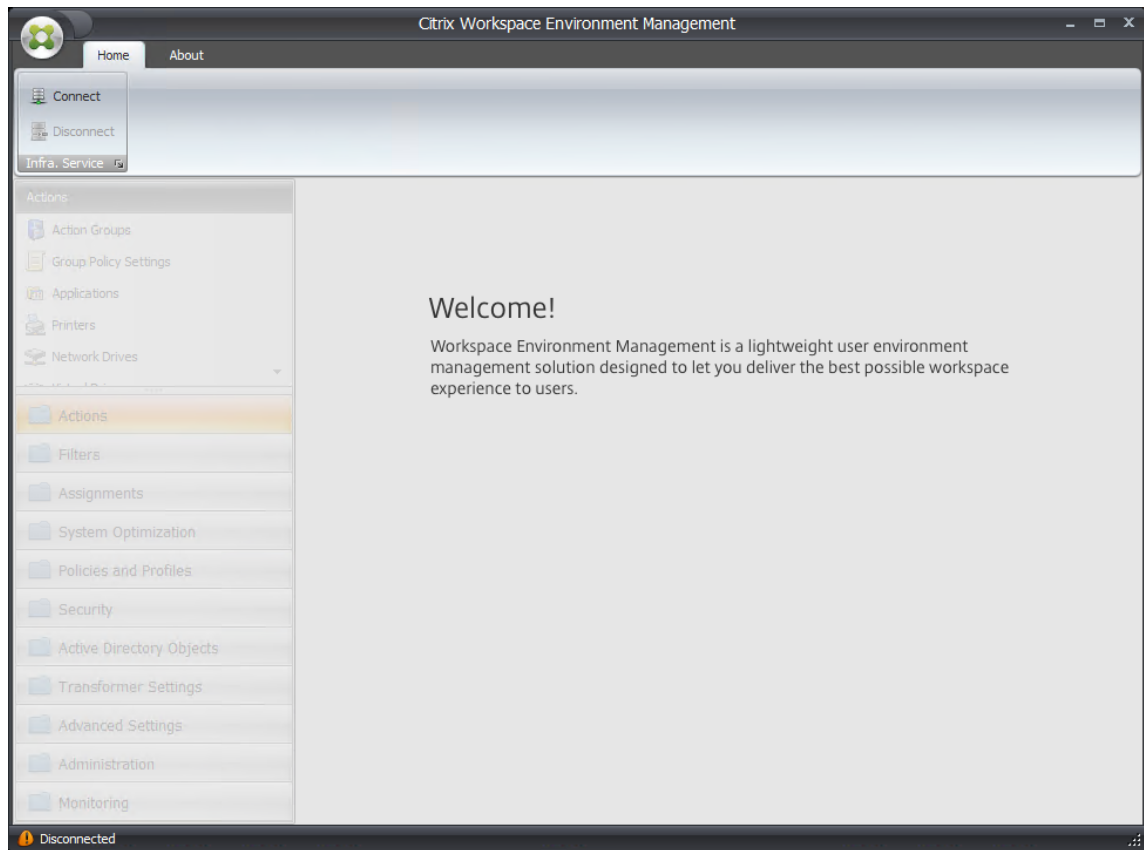 Citrix Workspace Environment Management
Home About
Connect
Disconnect
Infra. Service
Actions
Action Groups
Group Policy Settings
Applications
Printers
Network Drives
Actions
Filters
Assignments
System Optimization
Policies and Profiles
Security
Active Directory Objects
Transformer Settings
Advanced Settings
Administration
Monitoring
Welcome!
Workspace Environment Management is a lightweight user environment
management solution designed to let you deliver the best possible workspace
experience to users.
Disconnected